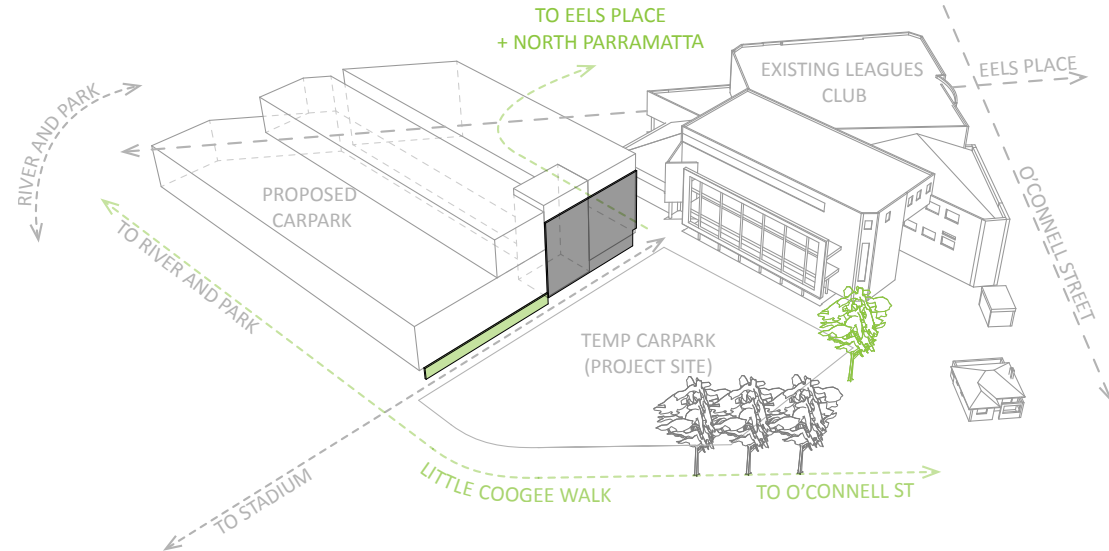 TO EELS PLACE
+ NORTH PARRAMATTA
EXISTING LEAGUES
CLUB
EELS PLACE
RIVER AND PARK
O'CONNELL STREET
PROPOSED
CARPARK
TO RIVER AND PARK
TEMP CARPARK
(PROJECT SITE)
LITTLE COOGEE WALK
TO O'CONNELL ST
TO STADIUM